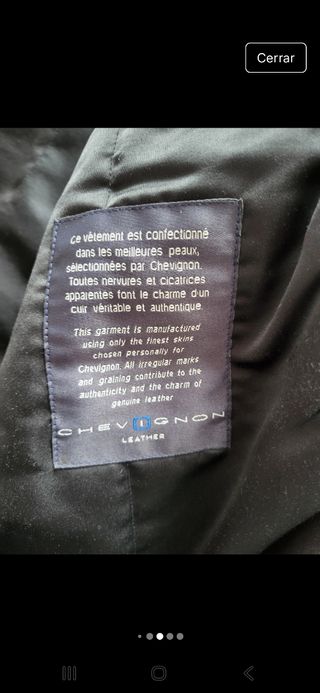 Cerrar
Ce vêtement est confectionné
dans les meilleures peaux,
sélectionnées par Chevignon.
Toutes nervures et cicatrices
apparentes font le charme d'un
cuir véritable et authentique.
This garment is manufactured
using only the finest skins
chosen personally for
Chevignon. All irregular marks
and graining contribute to the
authenticity and the charm of
genuine leather
CHEVIGNON
LEATHER